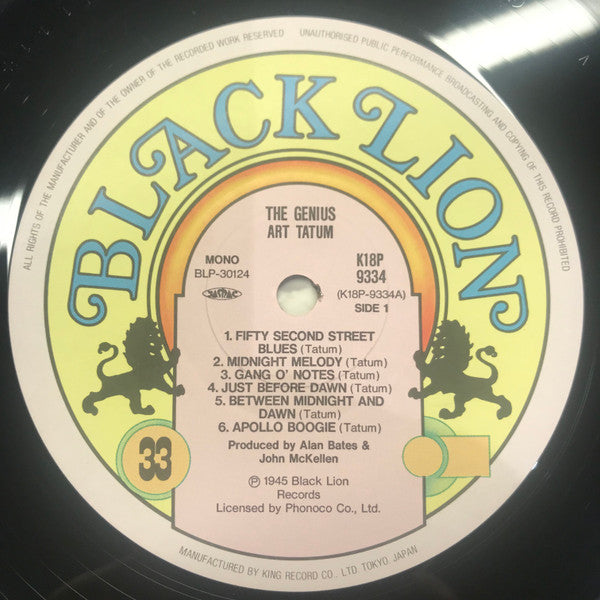 ALL RIGHTS OF THE MANUFACTURER AND OF THE OWNER OF THE RECORDED WORK RESERVED
UNAUTHORISED PUBLIC PERFORMANCE BROADCASTING AND COPYING OF THIS RECORD PROHIBITED
BLACK LION
THE GENIUS
ART TATUM
MONO
BLP-30124
K18P
9334
(K18P-9334A)
SIDE 1
1. FIFTY SECOND STREET
BLUES (Tatum)
2. MIDNIGHT MELODY (Tatum)
3. GANG O' NOTES (Tatum)
4. JUST BEFORE DAWN (Tatum)
5. BETWEEN MIDNIGHT AND
DAWN (Tatum)
6. APOLLO BOOGIE (Tatum)
Produced by Alan Bates &
John McKellen
33
℗ 1945 Black Lion
Records
Licensed by Phonoco Co., Ltd.
MANUFACTURED BY KING RECORD CO., LTD. TOKYO, JAPAN